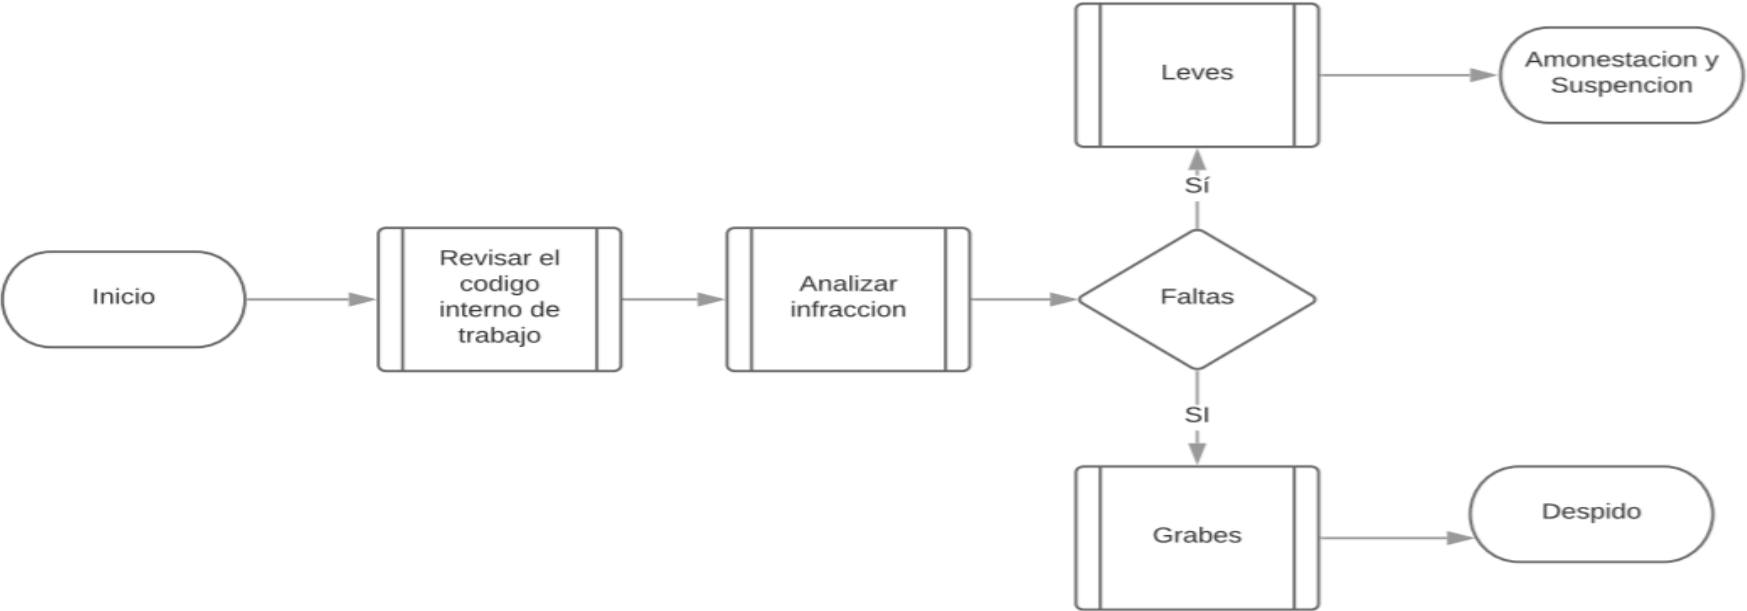 Leves
Amonestacion y
Suspencion
Sí
Inicio
Revisar el
codigo
interno de
trabajo
Analizar
infraccion
Faltas
SI
Grabes
Despido